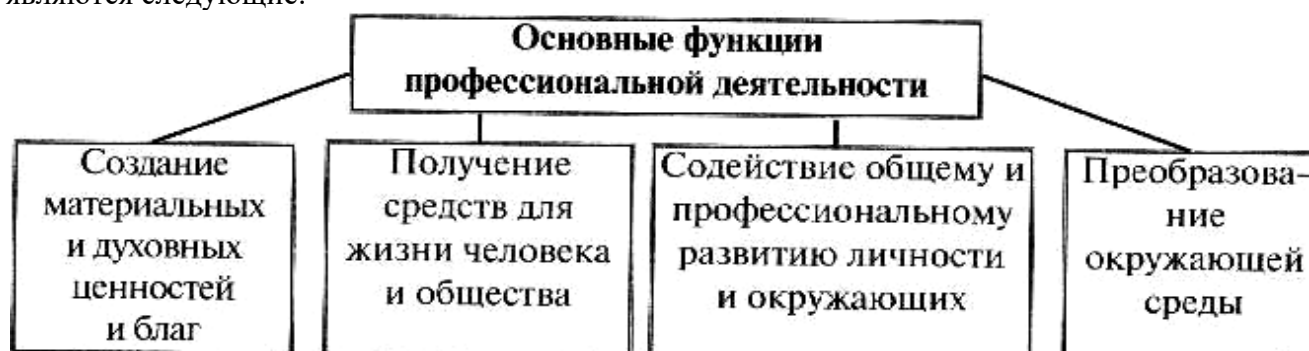 являются следующие:
Основные функции
профессиональной деятельности
Создание
материальных
и духовных
ценностей
и благ
Получение
средств для
жизни человека
и общества
Содействие общему и
профессиональному
развитию личности
и окружающих
Преобразова-
ние
окружающей
среды